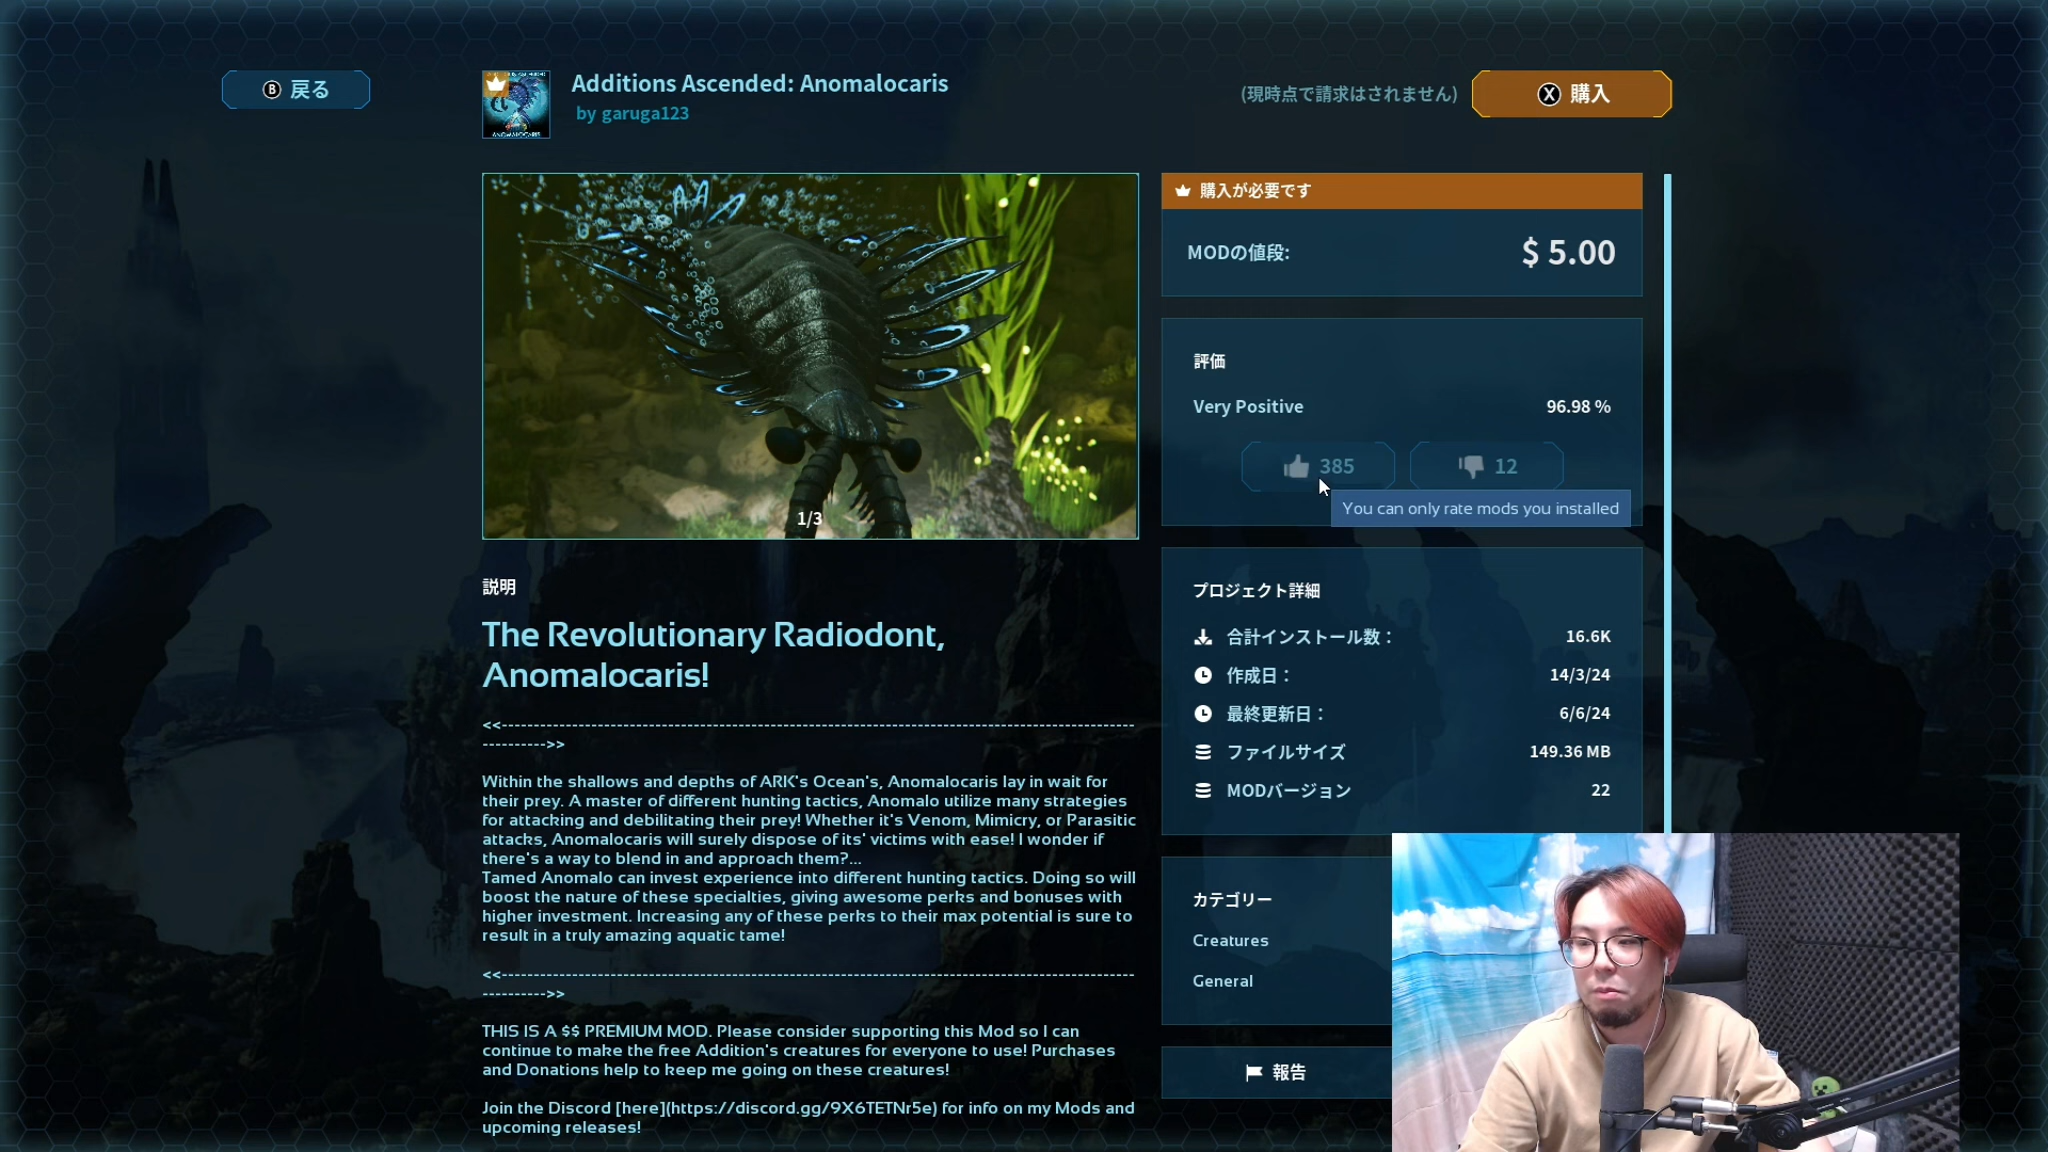 B 戻る
Additions Ascended: Anomalocaris
by garuga123
(現時点で請求はされません)
X 購入
ANOMALOCARIS
1/3
説明
The Revolutionary Radiodont,
Anomalocaris!
<<---------------------------------------------------------------------------------------------------
---------->>
Within the shallows and depths of ARK's Ocean's, Anomalocaris lay in wait for
their prey. A master of different hunting tactics, Anomalo utilize many strategies
for attacking and debilitating their prey! Whether it's Venom, Mimicry, or Parasitic
attacks, Anomalocaris will surely dispose of its' victims with ease! I wonder if
there's a way to blend in and approach them?...
Tamed Anomalo can invest experience into different hunting tactics. Doing so will
boost the nature of these specialties, giving awesome perks and bonuses with
higher investment. Increasing any of these perks to their max potential is sure to
result in a truly amazing aquatic tame!
<<---------------------------------------------------------------------------------------------------
---------->>
THIS IS A $$ PREMIUM MOD. Please consider supporting this Mod so I can
continue to make the free Addition's creatures for everyone to use! Purchases
and Donations help to keep me going on these creatures!
Join the Discord [here](https://discord.gg/9X6TETNr5e) for info on my Mods and
upcoming releases!
購入が必要です
MODの値段: $ 5.00
評価
Very Positive 96.98 %
385 12
You can only rate mods you installed
プロジェクト詳細
合計インストール数： 16.6K
作成日： 14/3/24
最終更新日： 6/6/24
ファイルサイズ 149.36 MB
MODバージョン 22
カテゴリー
Creatures
General
報告